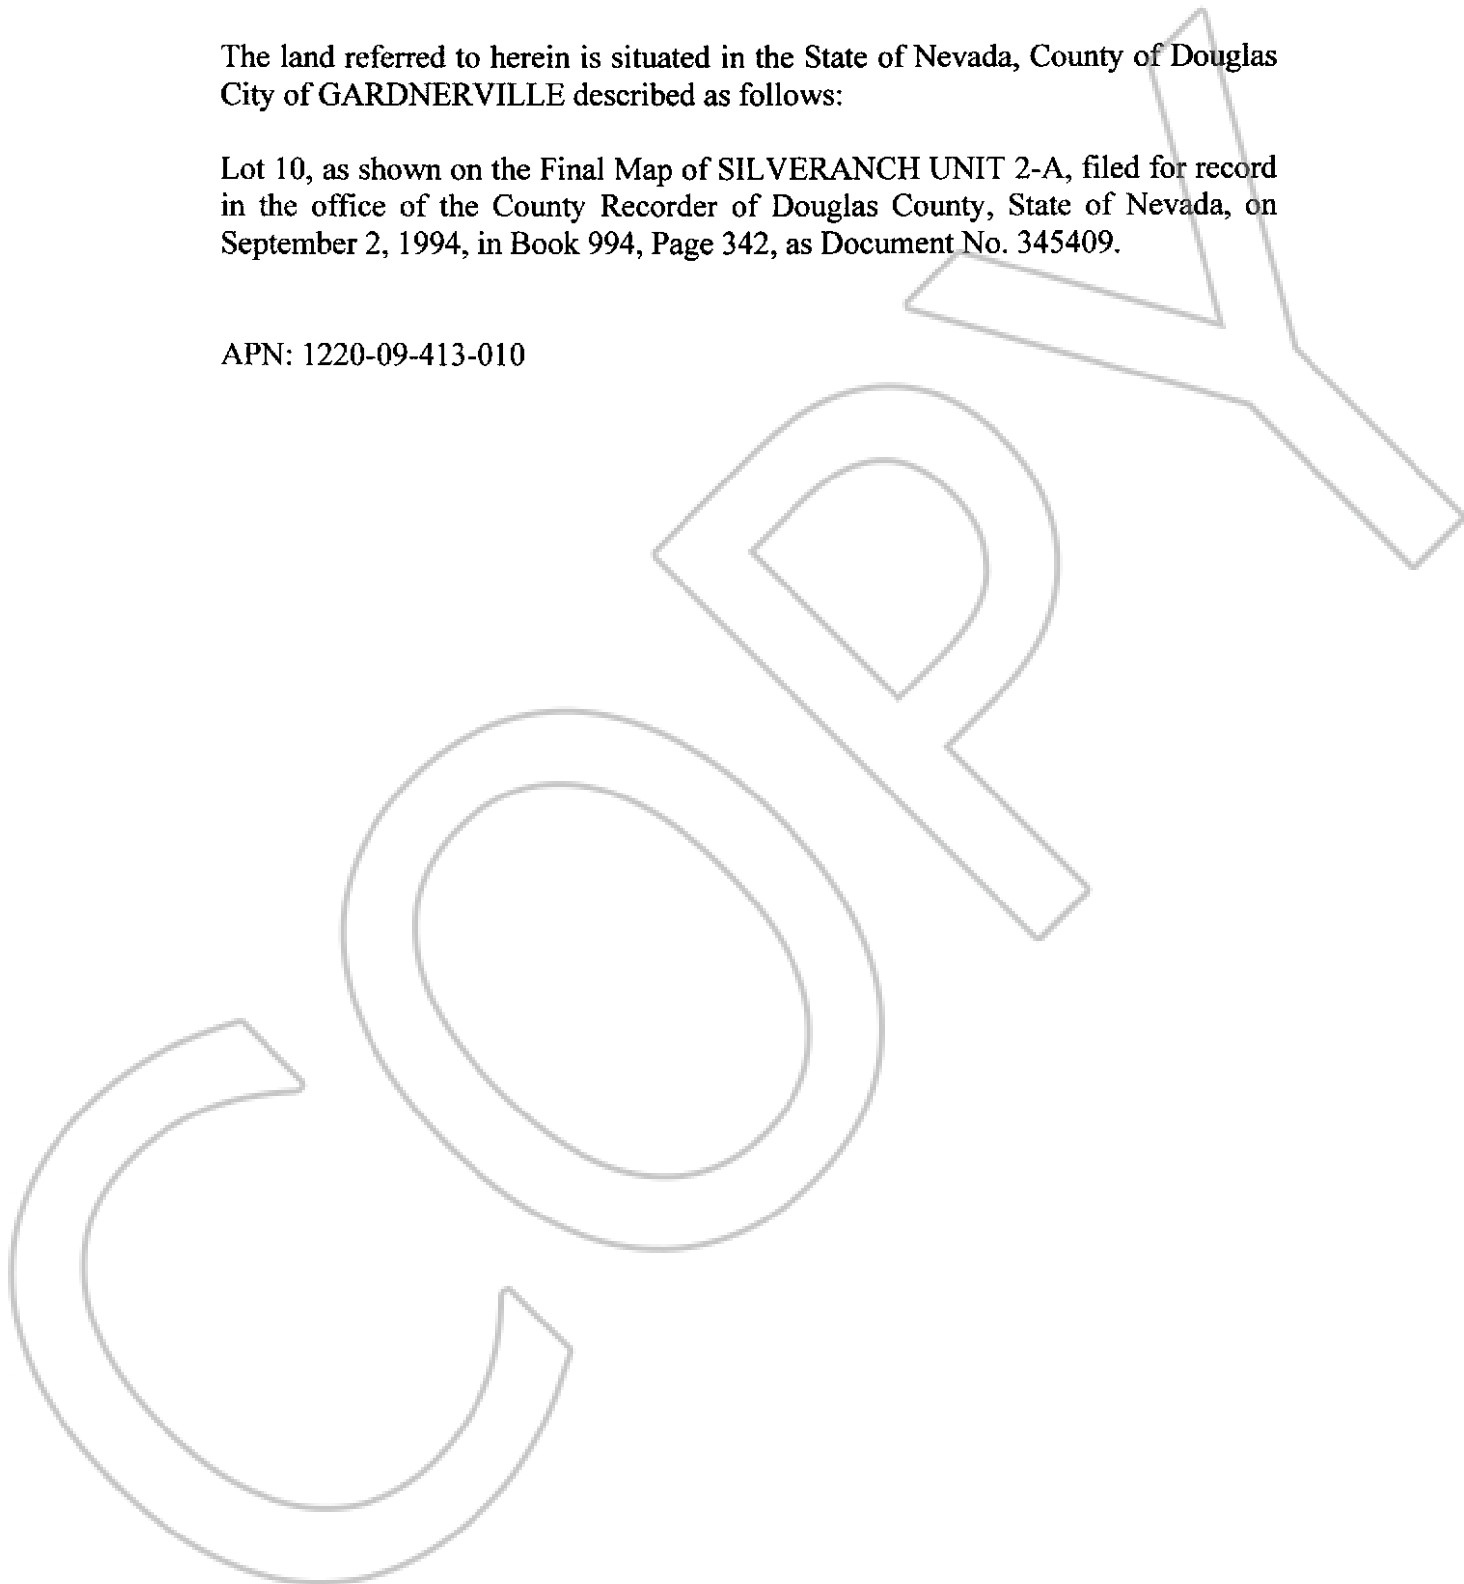 The land referred to herein is situated in the State of Nevada, County of Douglas
City of GARDNERVILLE described as follows:
Lot 10, as shown on the Final Map of SILVERANCH UNIT 2-A, filed for record
in the office of the County Recorder of Douglas County, State of Nevada, on
September 2, 1994, in Book 994, Page 342, as Document No. 345409.
APN: 1220-09-413-010
COPY